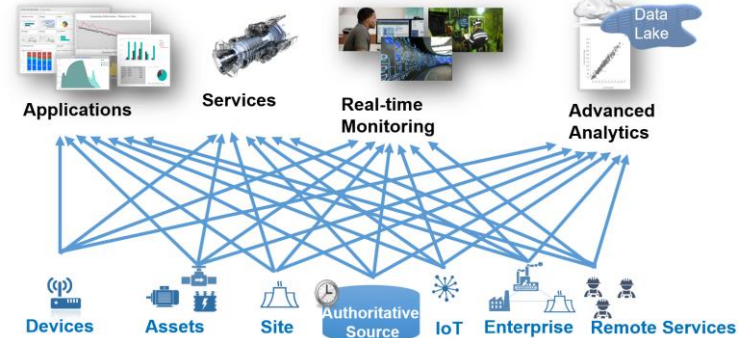 Data
Lake
Applications
Services
Real-time
Monitoring
Advanced
Analytics
Devices
Assets
Site
Authoritative
Source
IoT
Enterprise
Remote Services